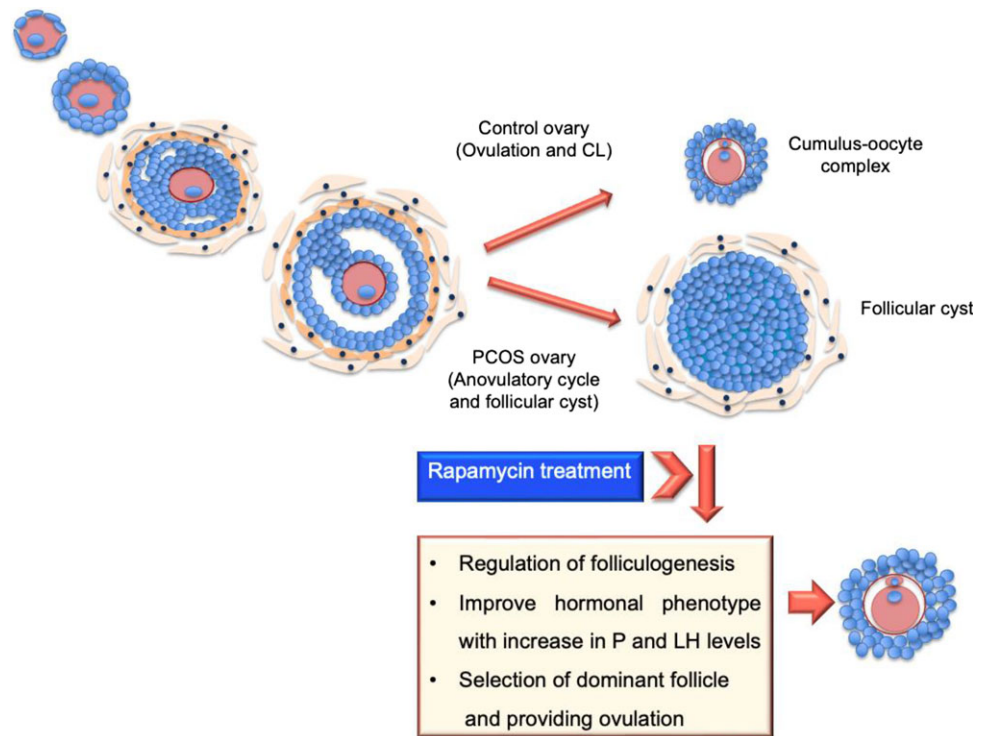 Control ovary
(Ovulation and CL)
Cumulus-oocyte
complex
Follicular cyst
PCOS ovary
(Anovulatory cycle
and follicular cyst)
Rapamycin treatment
• Regulation of folliculogenesis
• Improve hormonal phenotype
with increase in P and LH levels
• Selection of dominant follicle
and providing ovulation